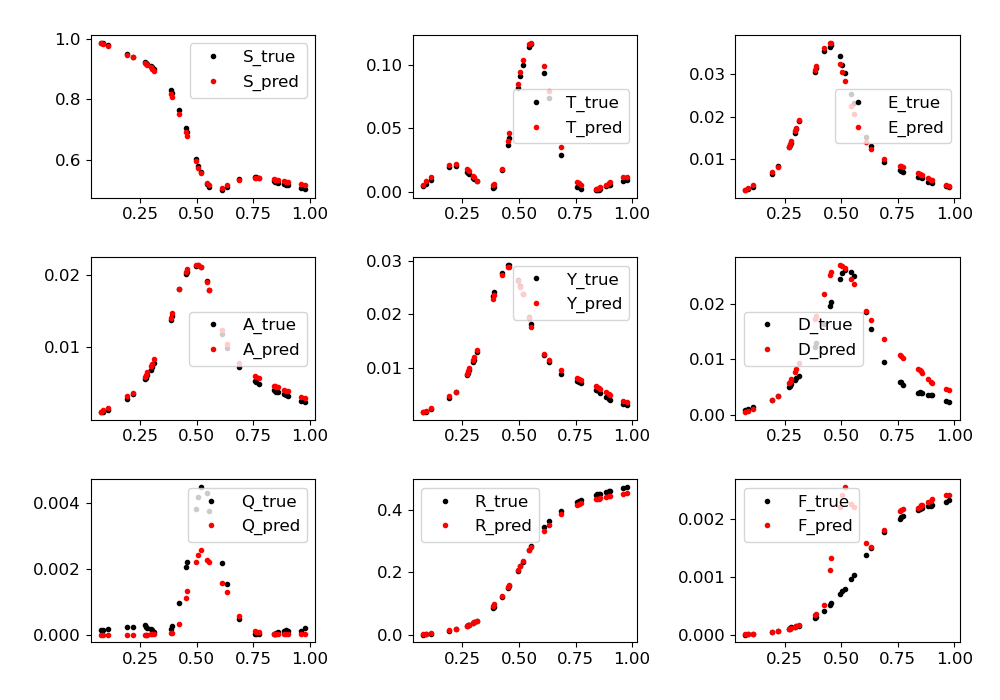 1.0
0.8
0.6
0.25 0.50 0.75 1.00
S_true
S_pred
0.10
0.05
0.00
0.25 0.50 0.75 1.00
T_true
T_pred
0.03
0.02
0.01
0.25 0.50 0.75 1.00
E_true
E_pred
0.02
0.01
0.25 0.50 0.75 1.00
A_true
A_pred
0.03
0.02
0.01
0.25 0.50 0.75 1.00
Y_true
Y_pred
0.02
0.01
0.00
0.25 0.50 0.75 1.00
D_true
D_pred
0.004
0.002
0.000
0.25 0.50 0.75 1.00
Q_true
Q_pred
0.4
0.2
0.0
0.25 0.50 0.75 1.00
R_true
R_pred
0.002
0.001
0.000
0.25 0.50 0.75 1.00
F_true
F_pred